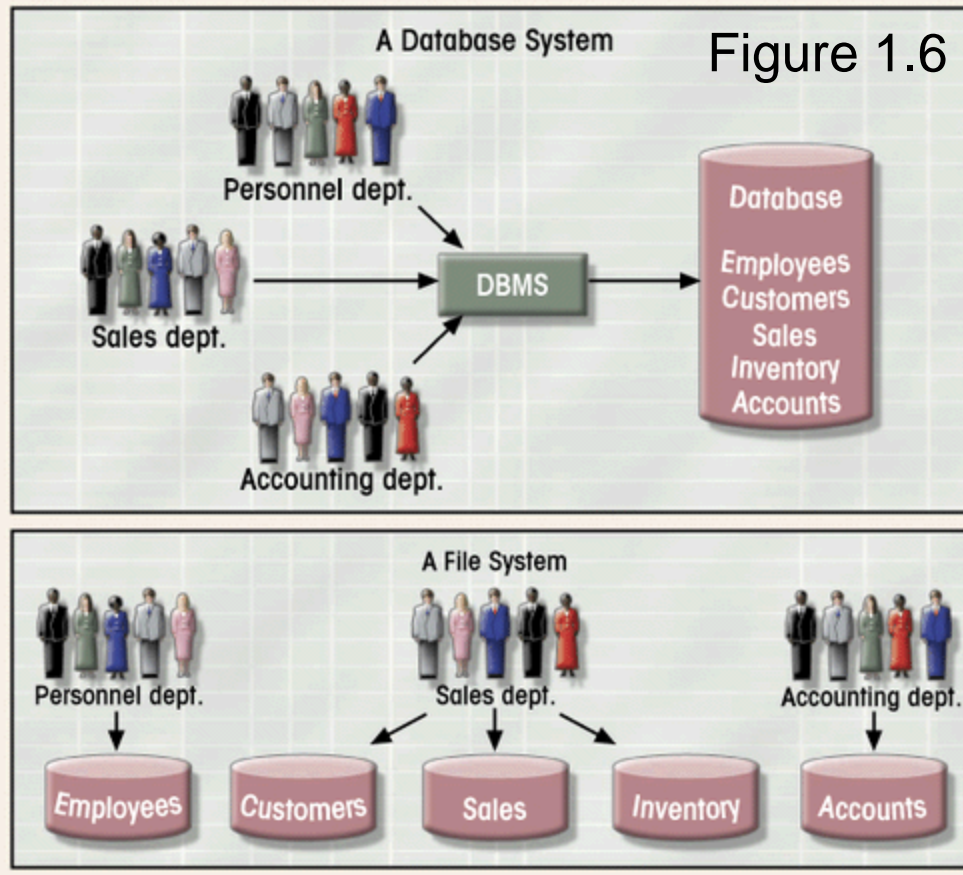 A Database System
Figure 1.6
Personnel dept.
Sales dept.
Accounting dept.
DBMS
Database
Employees
Customers
Sales
Inventory
Accounts
A File System
Personnel dept.
Sales dept.
Accounting dept.
Employees
Customers
Sales
Inventory
Accounts